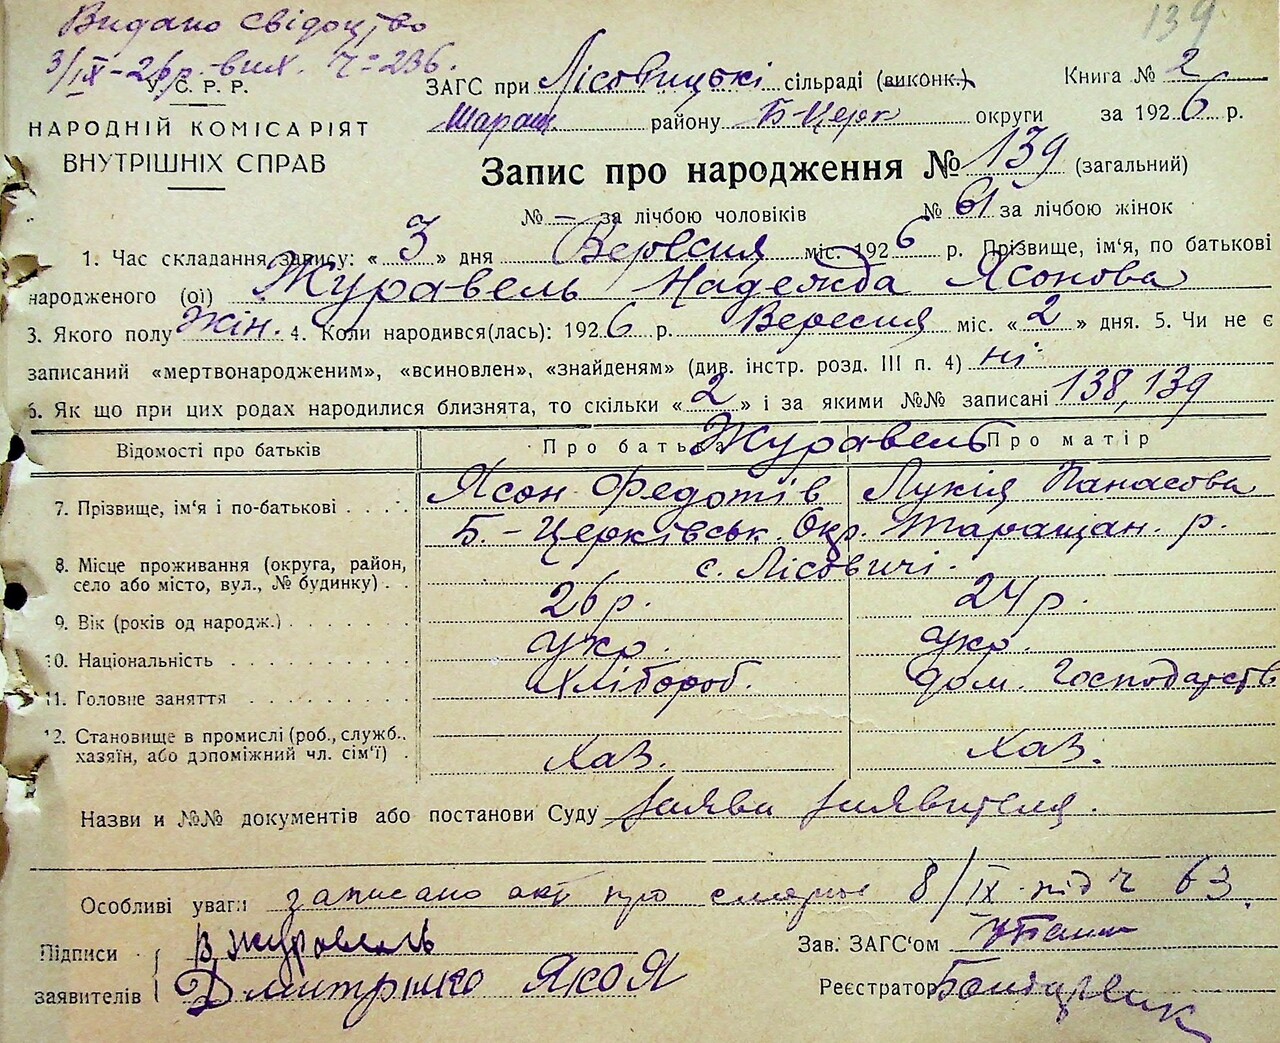 139
Видано свідоцтво
3/IX-26р. вих. Ч=236.
У. С. Р. Р.
НАРОДНІЙ КОМІСАРІЯТ
ВНУТРІШНІХ СПРАВ
ЗАГС при Лісовицькі сільраді (виконк.) Книга № 2
Таращ. району Б-Церк округи за 1926 р.
Запис про народження № 139 (загальний)
№ — за лічбою чоловіків № 61 за лічбою жінок
1. Час складання запису: « 3 » дня Вересня міс. 1926 р. Прізвище, ім'я, по батькові
народженого (ої) Журавель Надежда Ясонова
3. Якого полу жін. 4. Коли народився(лась): 1926 р. Вересня міс. « 2 » дня. 5. Чи не є
записаний «мертвонародженим», «всиновлен», «знайденям» (див. інстр. розд. III п. 4) ні
6. Як що при цих родах народилися близнята, то скільки « 2 » і за якими №№ записані 138, 139
Відомості про батьків Про батька Журавель Про матір
7. Прізвище, ім'я і по-батькові . . . . Ясон Федотів Лукія Панасова
Б.-Церківськ. Окр. Таращан. р.
8. Місце проживання (округа, район,
село або місто, вул., № будинку) . с. Лісовичі.
9. Вік (років од народж.) 26 р. 24 р.
10. Національність укр. укр.
11. Головне заняття Хлібороб. дом. Господарств
12. Становище в промислі (роб., служб.,
хазяїн, або допоміжний чл. сім'ї) . хаз. хаз.
Назви и №№ документів або постанови Суду заява заявителя.
Особливі уваги записано акт про смерть 8/IX під ч 63.
Підписи В Журавель Зав. ЗАГС'ом
заявителів Дмитрішко Яков Реєстратор